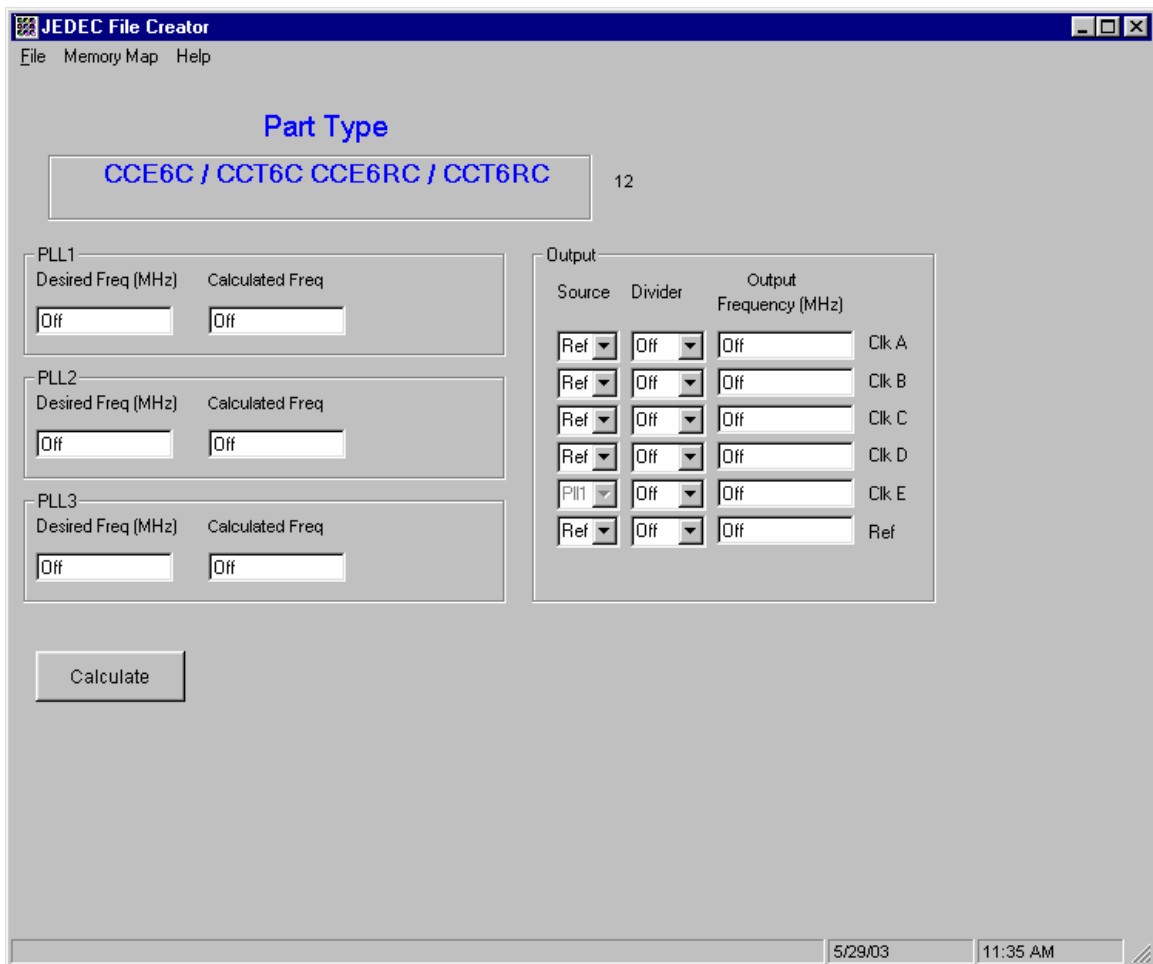 JEDEC File Creator
File Memory Map Help
Part Type
CCE6C / CCT6C CCE6RC / CCT6RC
12
PLL1
Desired Freq (MHz) Calculated Freq
Off Off
PLL2
Desired Freq (MHz) Calculated Freq
Off Off
PLL3
Desired Freq (MHz) Calculated Freq
Off Off
Calculate
Output
Source Divider Output Frequency (MHz)
Ref Off Off Clk A
Ref Off Off Clk B
Ref Off Off Clk C
Ref Off Off Clk D
Pll1 Off Off Clk E
Ref Off Off Ref
5/29/03 11:35 AM